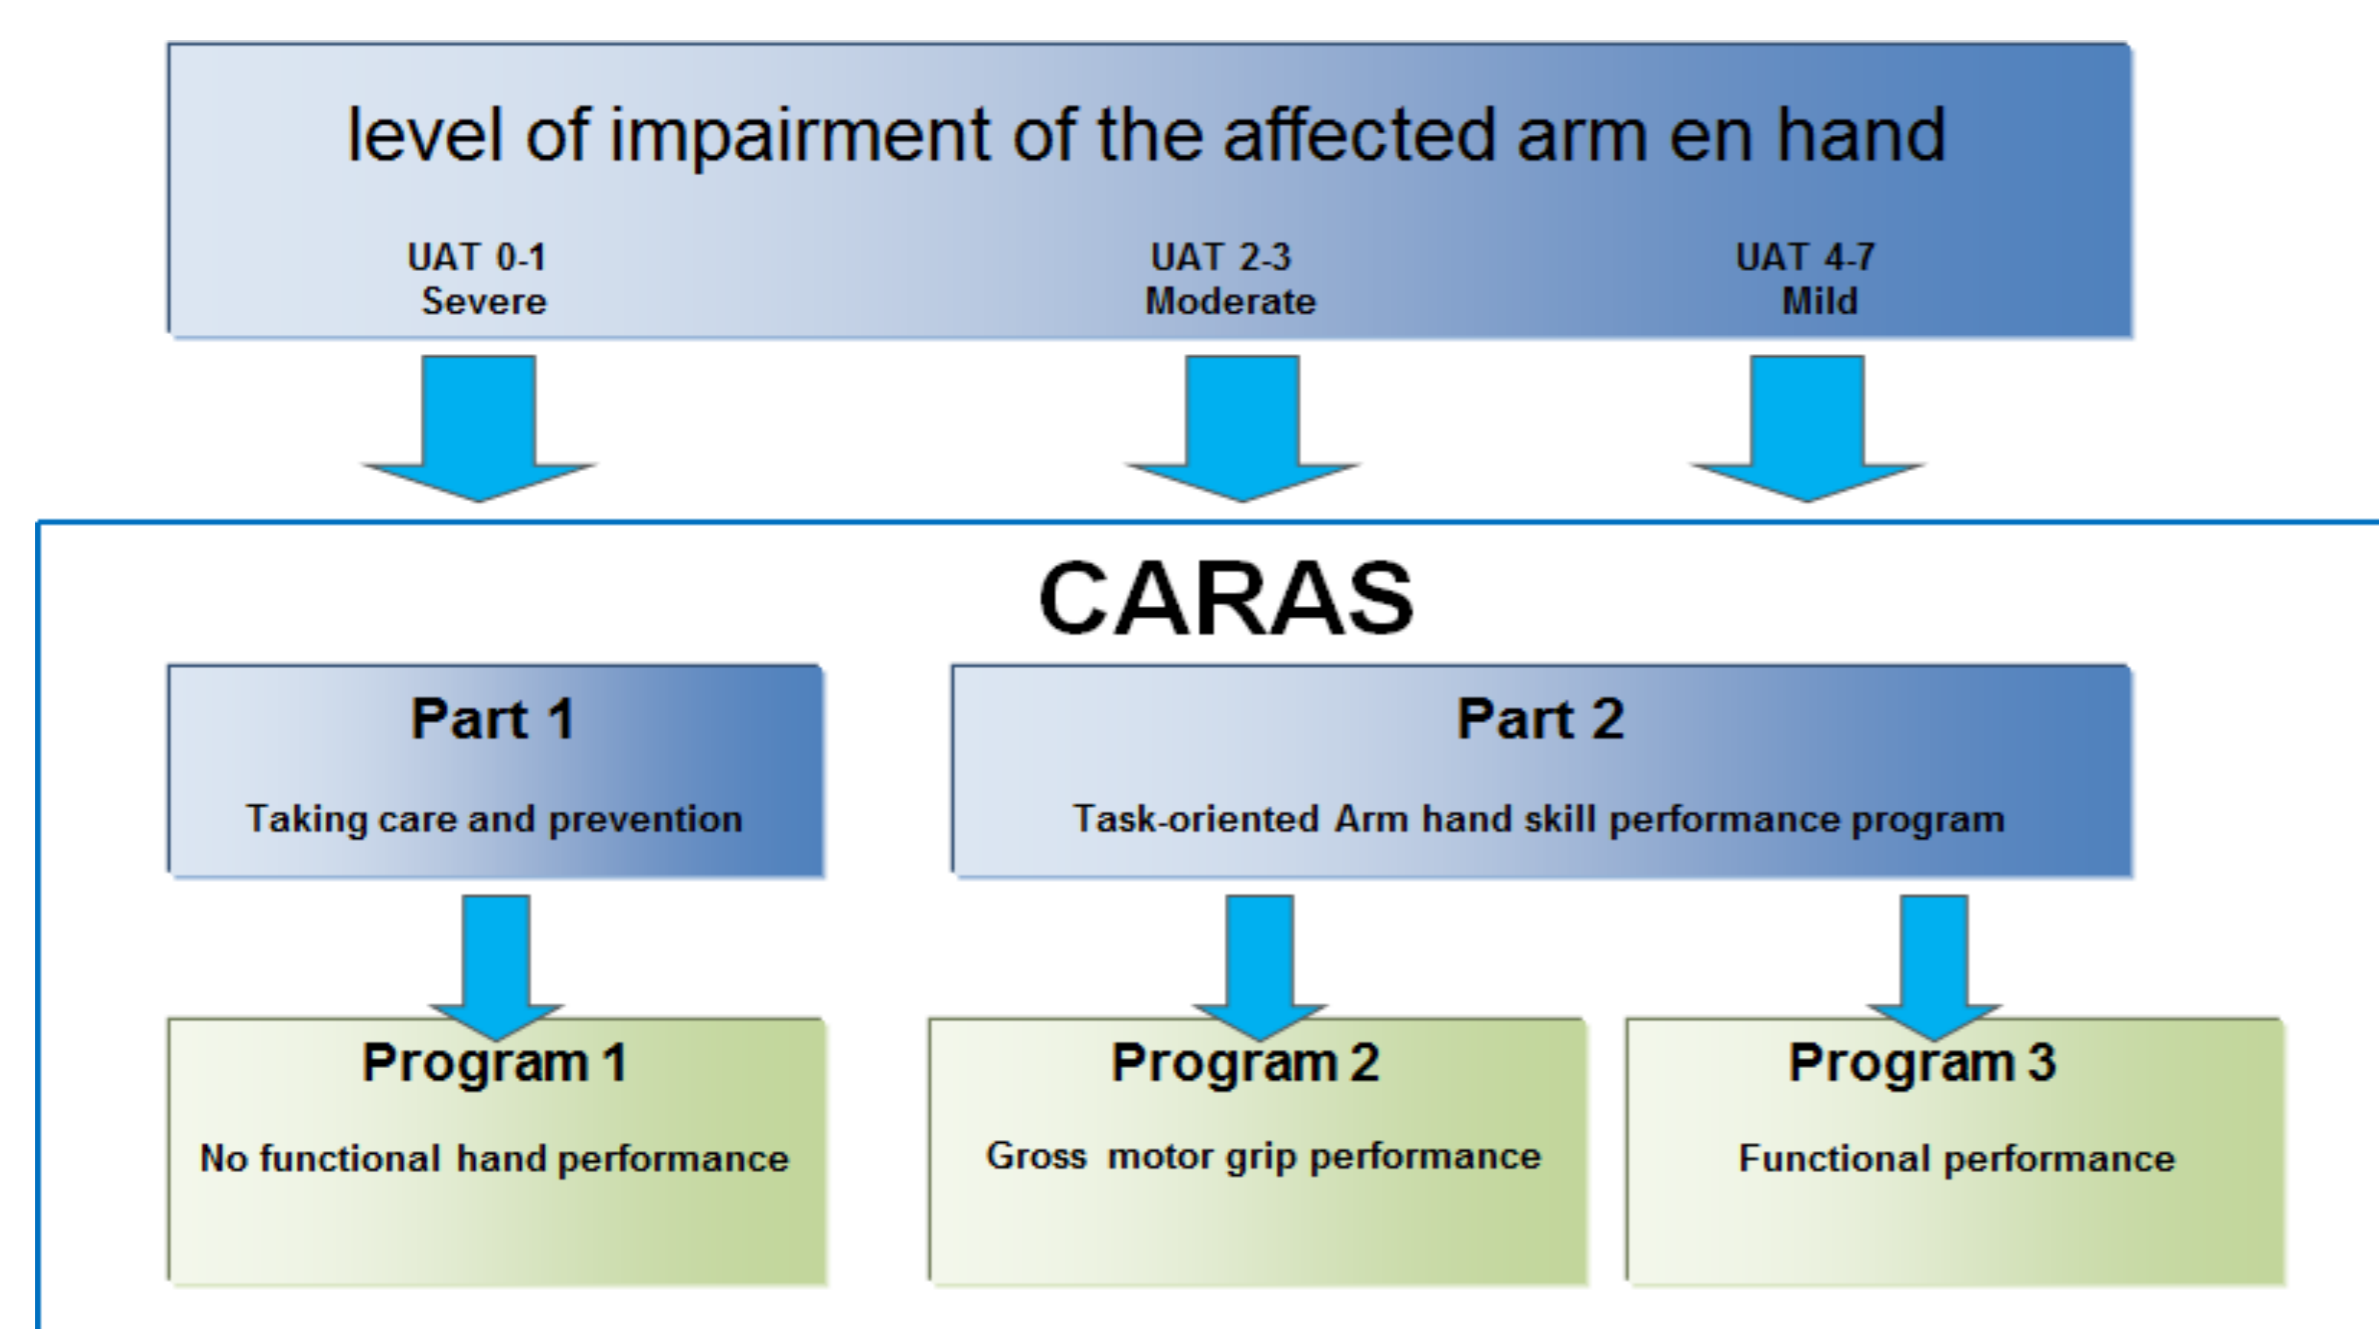 level of impairment of the affected arm en hand
UAT 0-1 UAT 2-3 UAT 4-7
Severe Moderate Mild
CARAS
Part 1 Part 2
Taking care and prevention Task-oriented Arm hand skill performance program
Program 1 Program 2 Program 3
No functional hand performance Gross motor grip performance Functional performance